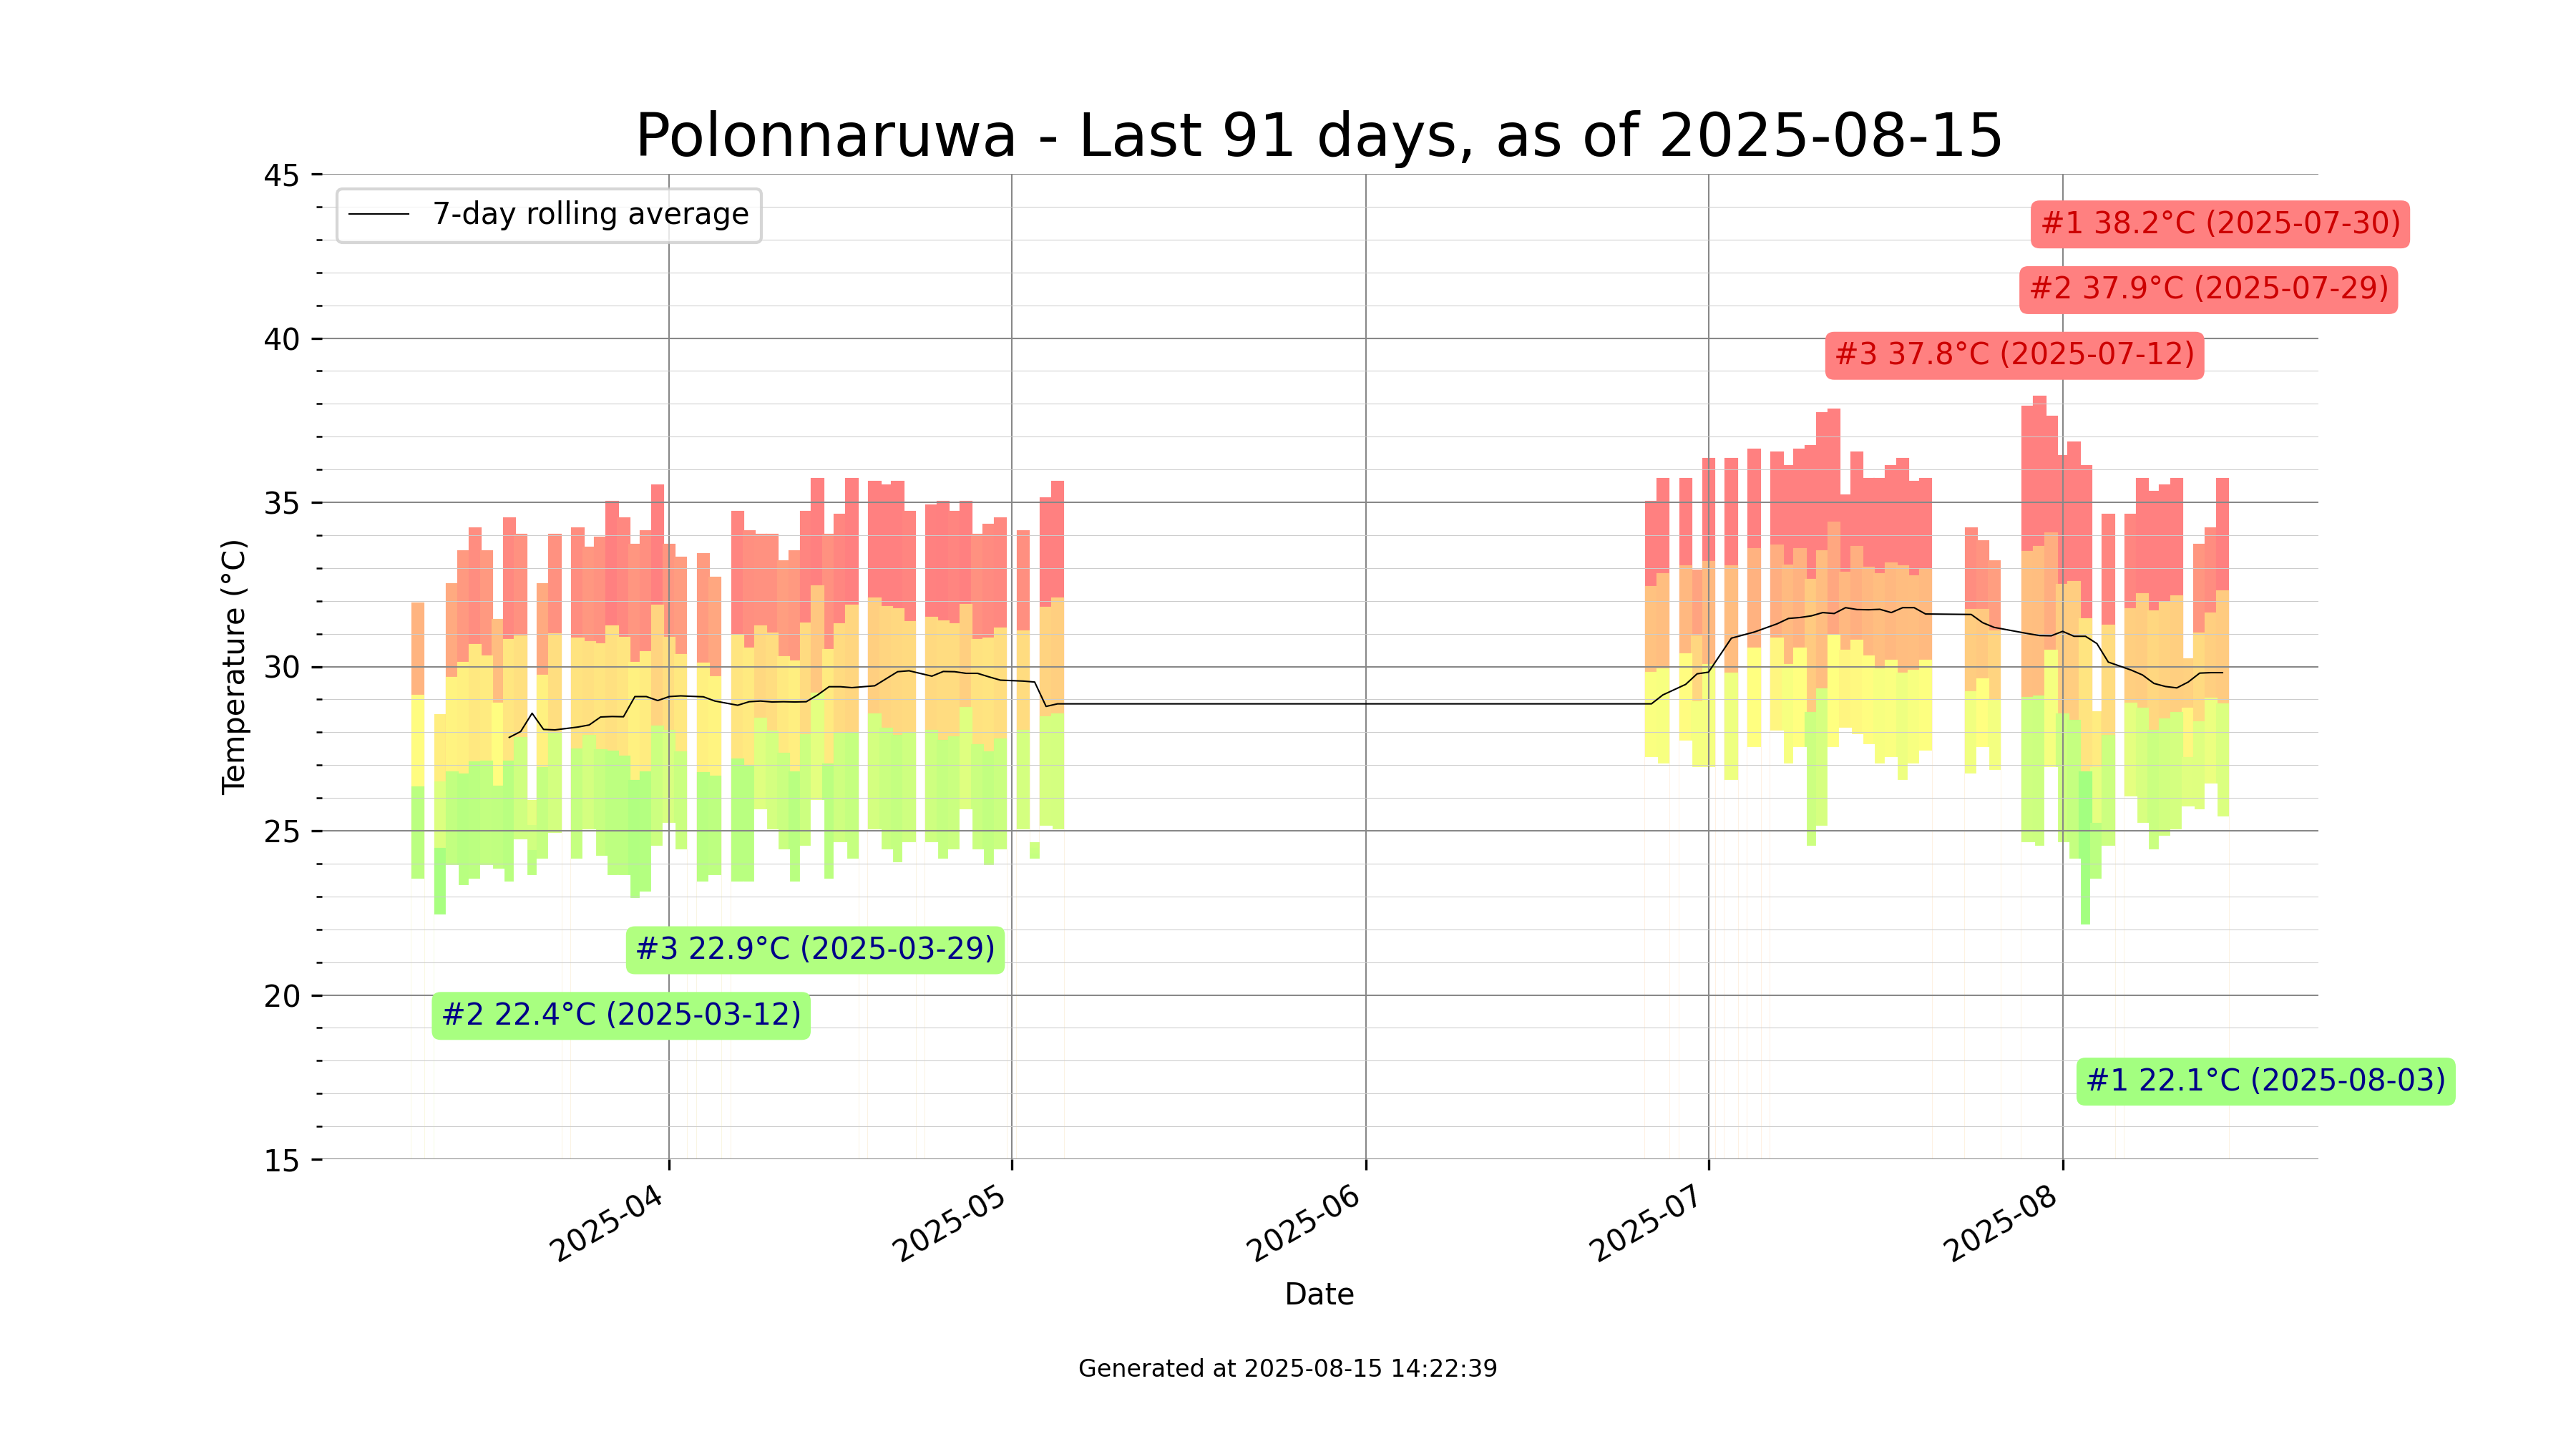 Polonnaruwa - Last 91 days, as of 2025-08-15
45
7-day rolling average
#1 38.2°C (2025-07-30)
#2 37.9°C (2025-07-29)
40
#3 37.8°C (2025-07-12)
35
Temperature (°C)
30
25
#3 22.9°C (2025-03-29)
20
#2 22.4°C (2025-03-12)
#1 22.1°C (2025-08-03)
15
2025-04
2025-05
2025-06
2025-07
2025-08
Date
Generated at 2025-08-15 14:22:39